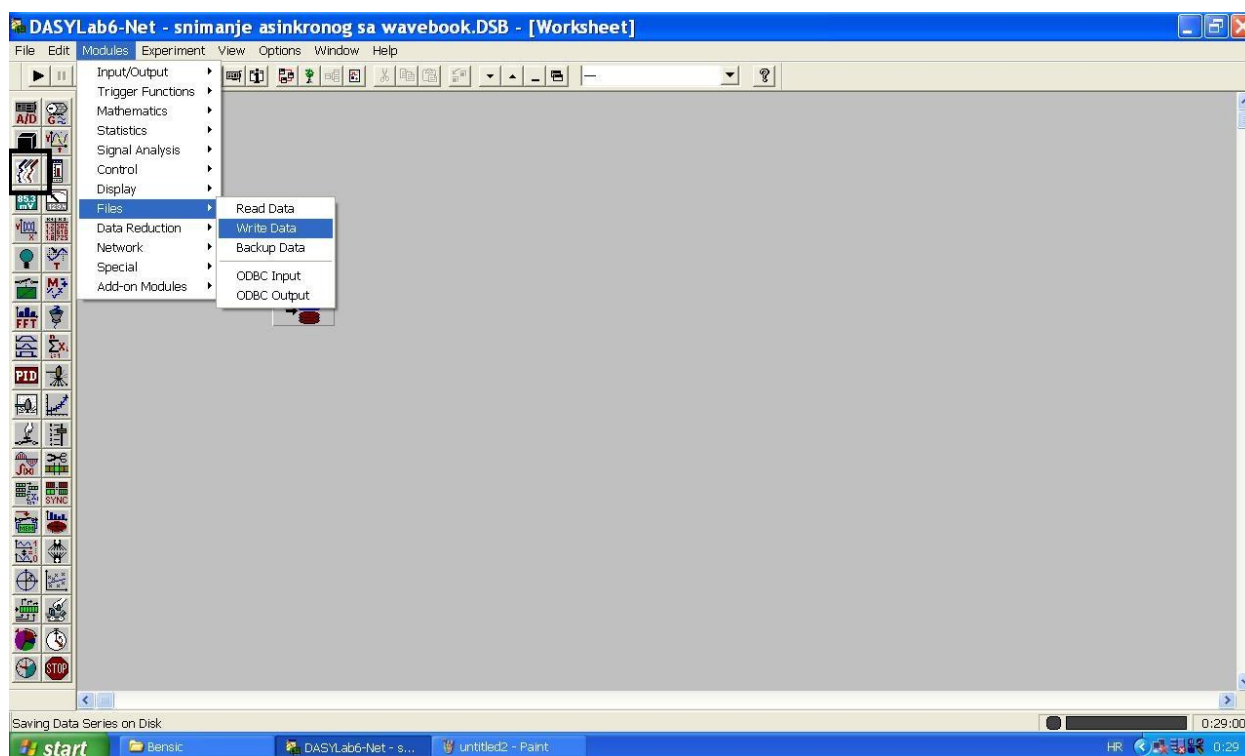 DASYLab6-Net - snimanje asinkronog sa wavebook.DSB - [Worksheet]
File Edit Modules Experiment View Options Window Help
Input/Output
Trigger Functions
Mathematics
Statistics
Signal Analysis
Control
Display
Files
Data Reduction
Network
Special
Add-on Modules
Read Data
Write Data
Backup Data
ODBC Input
ODBC Output
A/D
85.3
mV
FFT
PID
SYNC
STOP
Saving Data Series on Disk
0:29:00
start Bensic DASYLab6-Net - s... untitled2 - Paint HR 0:29